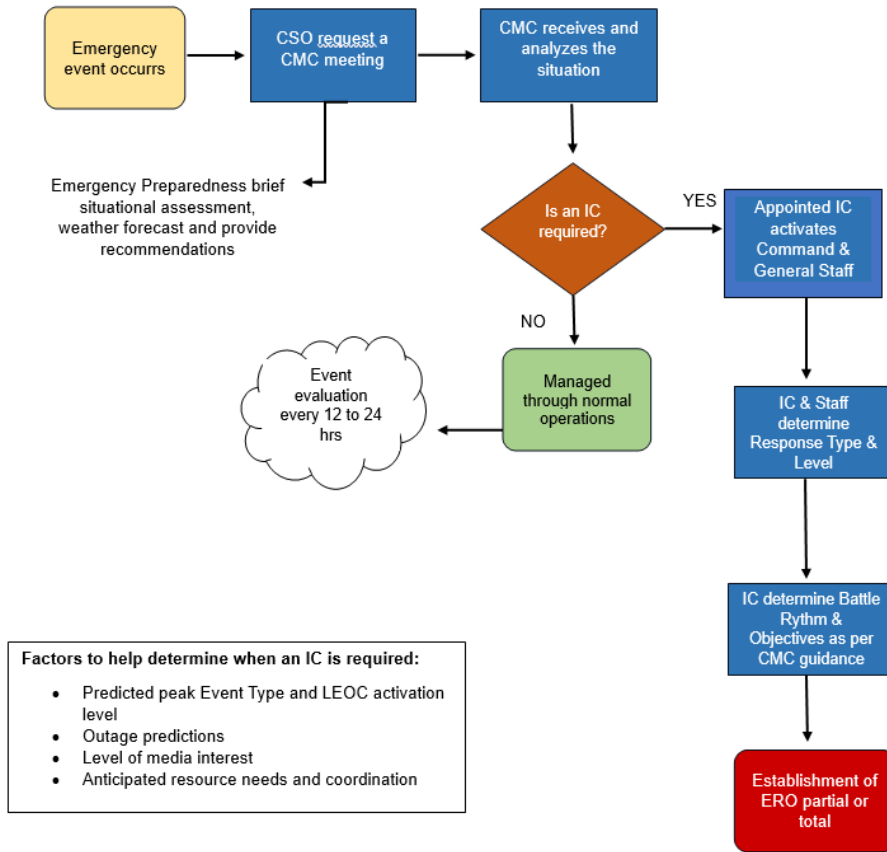 Emergency
event occurrs
CSO request a
CMC meeting
CMC receives and
analyzes the
situation
Emergency Preparedness brief
situational assessment,
weather forecast and provide
recommendations
Is an IC
required?
YES
Appointed IC
activates
Command &
General Staff
NO
Event
evaluation
every 12 to 24
hrs
Managed
through normal
operations
IC & Staff
determine
Response Type &
Level
IC determine Battle
Rythm &
Objectives as per
CMC guidance
Factors to help determine when an IC is required:
• Predicted peak Event Type and LEOC activation
level
• Outage predictions
• Level of media interest
• Anticipated resource needs and coordination
Establishment of
ERO partial or
total